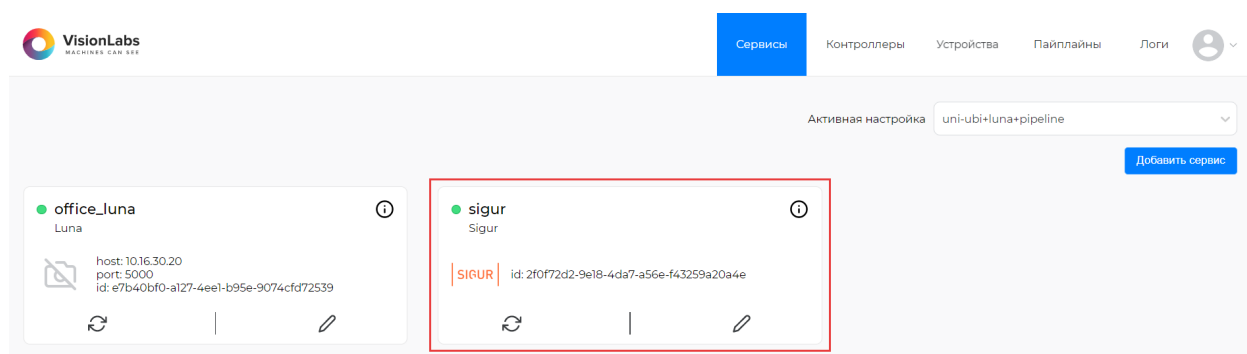 VisionLabs
MACHINES CAN SEE
Сервисы
Контроллеры
Устройства
Пайплайны
Логи
Активная настройка
uni-ubi+luna+pipeline
Добавить сервис
office_luna
Luna
host: 10.16.30.20
port: 5000
id: e7b40bf0-a127-4ee1-b95e-9074cfd72539
sigur
Sigur
SIGUR
id: 2f0f72d2-9e18-4da7-a56e-f43259a20a4e